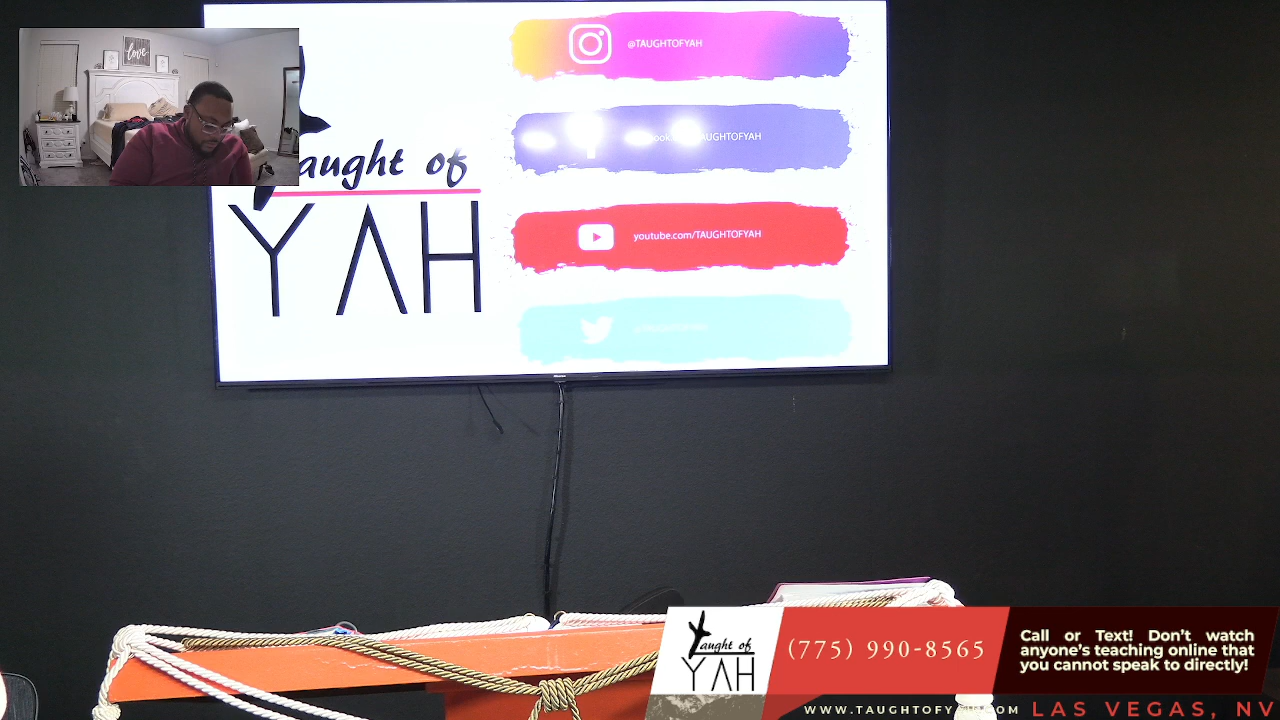 love
@TAUGHTOFYAH
aught of
YAH
AUGHTOFYAH
youtube.com/TAUGHTOFYAH
taught of
YAH
(775) 990-8565
Call or Text! Don't watch
anyone's teaching online that
you cannot speak to directly!
LAS VEGAS, NV